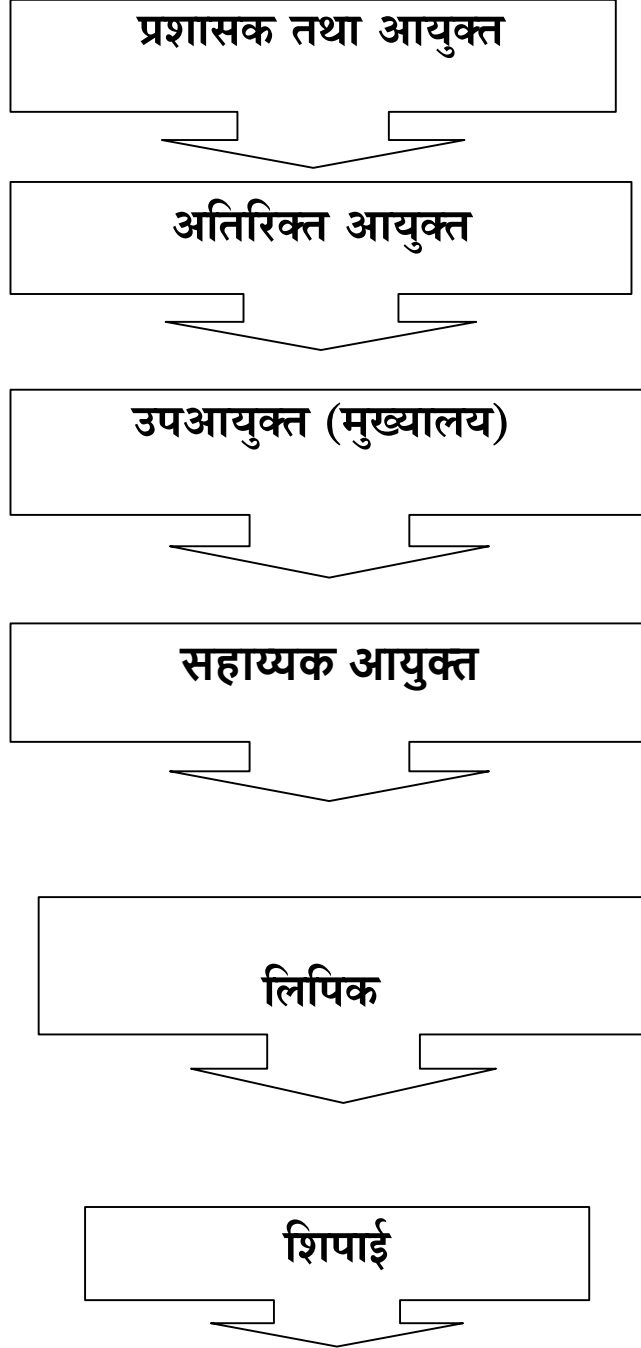 प्रशासक तथा आयुक्त
अतिरिक्त आयुक्त
उपआयुक्त (मुख्यालय)
सहाय्यक आयुक्त
लिपिक
शिपाई